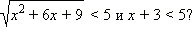 √(x² + 6x + 9) < 5 и x + 3 < 5?